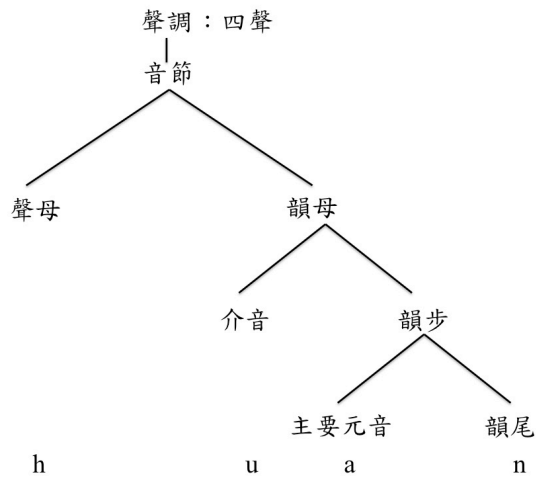 聲調：四聲
音節
聲母 韻母
介音 韻步
主要元音 韻尾
h u a n